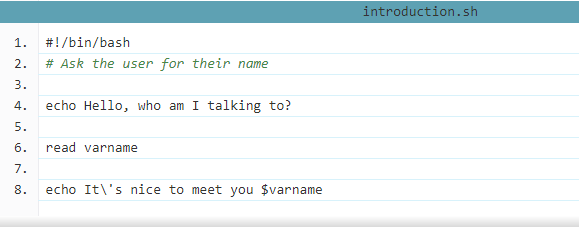 introduction.sh
1. #!/bin/bash
2. # Ask the user for their name
3.
4. echo Hello, who am I talking to?
5.
6. read varname
7.
8. echo It\'s nice to meet you $varname